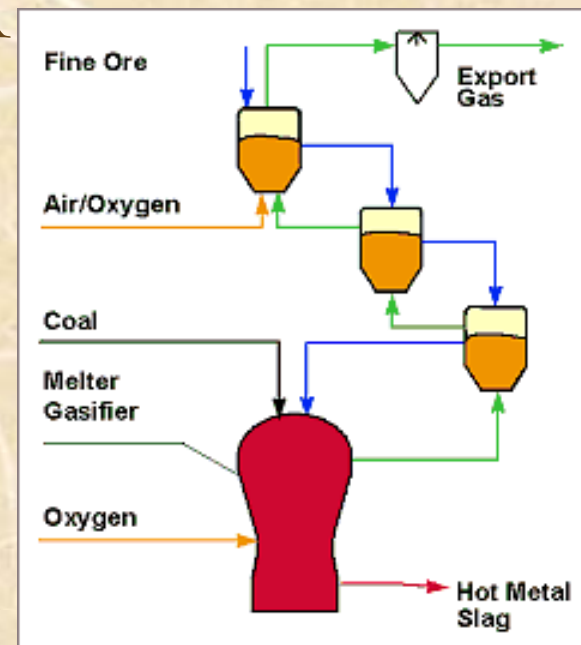 Fine Ore
Export
Gas
Air/Oxygen
Coal
Melter
Gasifier
Oxygen
Hot Metal
Slag